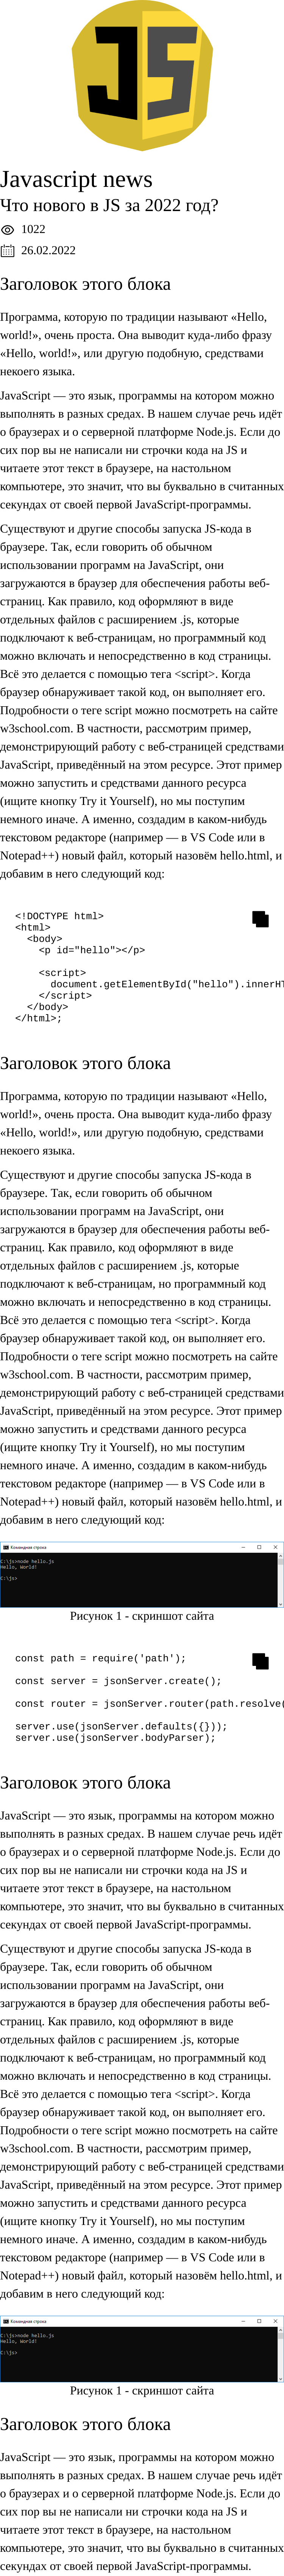 JS
Javascript news
Что нового в JS за 2022 год?
1022
26.02.2022
Заголовок этого блока
Программа, которую по традиции называют «Hello,
world!», очень проста. Она выводит куда-либо фразу
«Hello, world!», или другую подобную, средствами
некоего языка.
JavaScript — это язык, программы на котором можно
выполнять в разных средах. В нашем случае речь идёт
о браузерах и о серверной платформе Node.js. Если до
сих пор вы не написали ни строчки кода на JS и
читаете этот текст в браузере, на настольном
компьютере, это значит, что вы буквально в считанных
секундах от своей первой JavaScript-программы.
Существуют и другие способы запуска JS-кода в
браузере. Так, если говорить об обычном
использовании программ на JavaScript, они
загружаются в браузер для обеспечения работы веб-
страниц. Как правило, код оформляют в виде
отдельных файлов с расширением .js, которые
подключают к веб-страницам, но программный код
можно включать и непосредственно в код страницы.
Всё это делается с помощью тега <script>. Когда
браузер обнаруживает такой код, он выполняет его.
Подробности о теге script можно посмотреть на сайте
w3school.com. В частности, рассмотрим пример,
демонстрирующий работу с веб-страницей средствами
JavaScript, приведённый на этом ресурсе. Этот пример
можно запустить и средствами данного ресурса
(ищите кнопку Try it Yourself), но мы поступим
немного иначе. А именно, создадим в каком-нибудь
текстовом редакторе (например — в VS Code или в
Notepad++) новый файл, который назовём hello.html, и
добавим в него следующий код:
<!DOCTYPE html>
<html>
<body>
<p id="hello"></p>
<script>
document.getElementById("hello").innerHT
</script>
</body>
</html>;
Заголовок этого блока
Программа, которую по традиции называют «Hello,
world!», очень проста. Она выводит куда-либо фразу
«Hello, world!», или другую подобную, средствами
некоего языка.
Существуют и другие способы запуска JS-кода в
браузере. Так, если говорить об обычном
использовании программ на JavaScript, они
загружаются в браузер для обеспечения работы веб-
страниц. Как правило, код оформляют в виде
отдельных файлов с расширением .js, которые
подключают к веб-страницам, но программный код
можно включать и непосредственно в код страницы.
Всё это делается с помощью тега <script>. Когда
браузер обнаруживает такой код, он выполняет его.
Подробности о теге script можно посмотреть на сайте
w3school.com. В частности, рассмотрим пример,
демонстрирующий работу с веб-страницей средствами
JavaScript, приведённый на этом ресурсе. Этот пример
можно запустить и средствами данного ресурса
(ищите кнопку Try it Yourself), но мы поступим
немного иначе. А именно, создадим в каком-нибудь
текстовом редакторе (например — в VS Code или в
Notepad++) новый файл, который назовём hello.html, и
добавим в него следующий код:
Командная строка
C:\js>node hello.js
Hello, World!
C:\js>
Рисунок 1 - скриншот сайта
const path = require('path');
const server = jsonServer.create();
const router = jsonServer.router(path.resolve(
server.use(jsonServer.defaults({}));
server.use(jsonServer.bodyParser);
Заголовок этого блока
JavaScript — это язык, программы на котором можно
выполнять в разных средах. В нашем случае речь идёт
о браузерах и о серверной платформе Node.js. Если до
сих пор вы не написали ни строчки кода на JS и
читаете этот текст в браузере, на настольном
компьютере, это значит, что вы буквально в считанных
секундах от своей первой JavaScript-программы.
Существуют и другие способы запуска JS-кода в
браузере. Так, если говорить об обычном
использовании программ на JavaScript, они
загружаются в браузер для обеспечения работы веб-
страниц. Как правило, код оформляют в виде
отдельных файлов с расширением .js, которые
подключают к веб-страницам, но программный код
можно включать и непосредственно в код страницы.
Всё это делается с помощью тега <script>. Когда
браузер обнаруживает такой код, он выполняет его.
Подробности о теге script можно посмотреть на сайте
w3school.com. В частности, рассмотрим пример,
демонстрирующий работу с веб-страницей средствами
JavaScript, приведённый на этом ресурсе. Этот пример
можно запустить и средствами данного ресурса
(ищите кнопку Try it Yourself), но мы поступим
немного иначе. А именно, создадим в каком-нибудь
текстовом редакторе (например — в VS Code или в
Notepad++) новый файл, который назовём hello.html, и
добавим в него следующий код:
Командная строка
C:\js>node hello.js
Hello, World!
C:\js>
Рисунок 1 - скриншот сайта
Заголовок этого блока
JavaScript — это язык, программы на котором можно
выполнять в разных средах. В нашем случае речь идёт
о браузерах и о серверной платформе Node.js. Если до
сих пор вы не написали ни строчки кода на JS и
читаете этот текст в браузере, на настольном
компьютере, это значит, что вы буквально в считанных
секундах от своей первой JavaScript-программы.